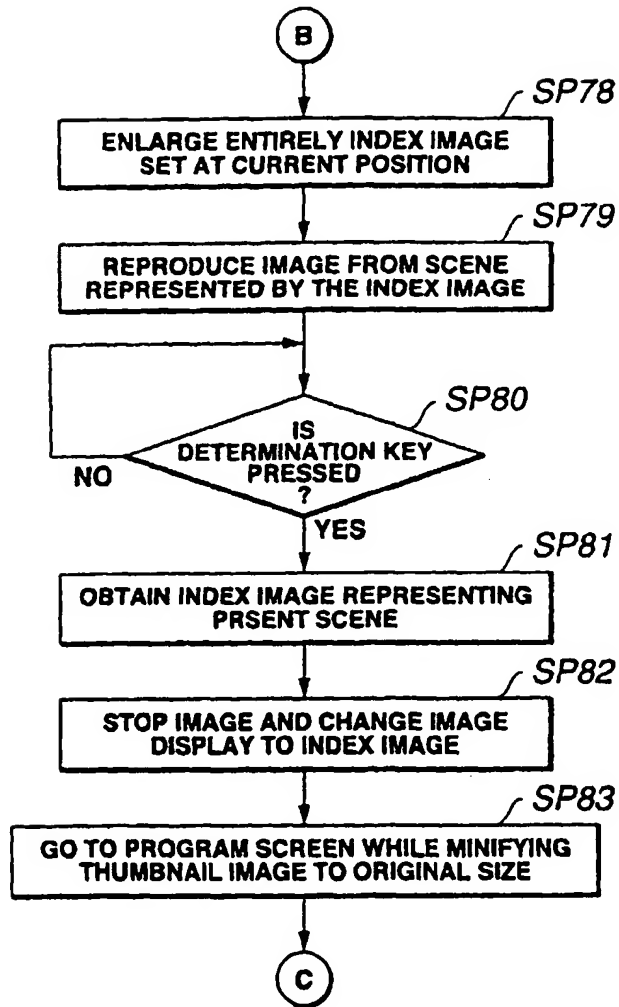 B
SP78
ENLARGE ENTIRELY INDEX IMAGE
SET AT CURRENT POSITION
SP79
REPRODUCE IMAGE FROM SCENE
REPRESENTED BY THE INDEX IMAGE
SP80
IS
DETERMINATION KEY
PRESSED
?
NO
YES
SP81
OBTAIN INDEX IMAGE REPRESENTING
PRSENT SCENE
SP82
STOP IMAGE AND CHANGE IMAGE
DISPLAY TO INDEX IMAGE
SP83
GO TO PROGRAM SCREEN WHILE MINIFYING
THUMBNAIL IMAGE TO ORIGINAL SIZE
C